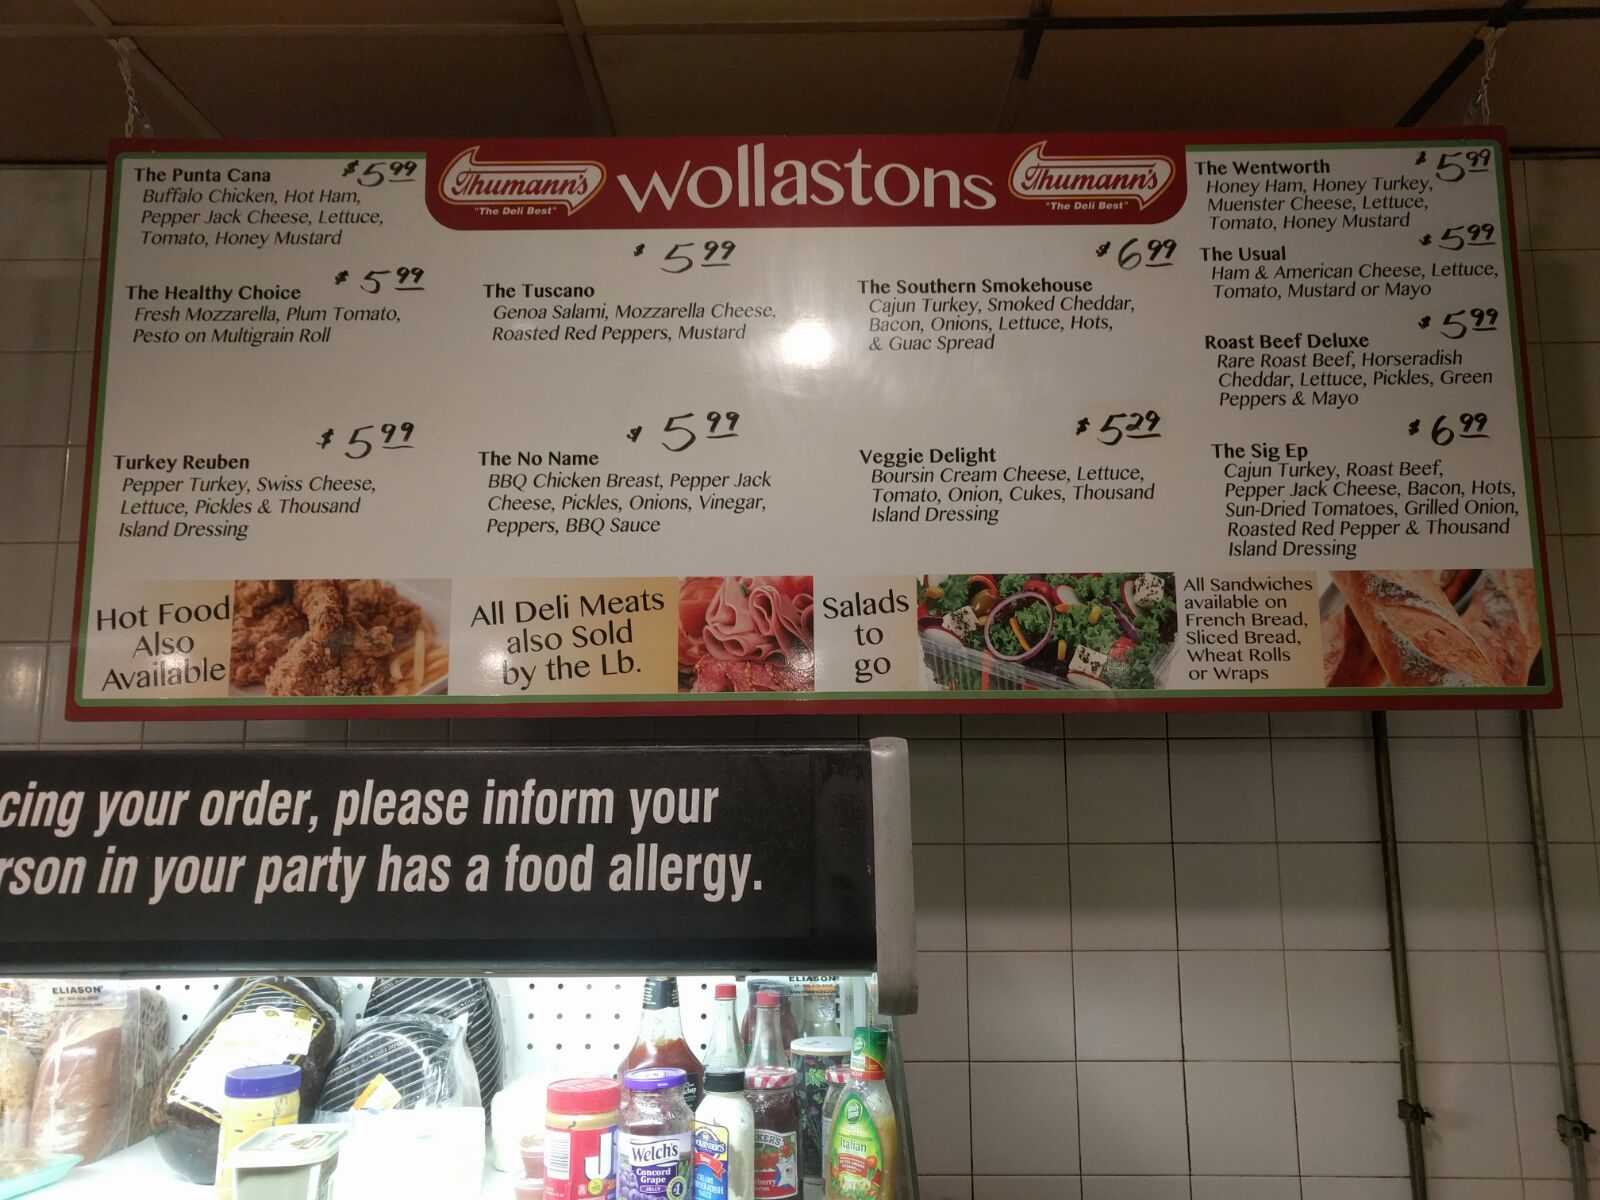 Thumann's
"The Deli Best"
wollastons
Thumann's
"The Deli Best"
The Punta Cana $5.99
Buffalo Chicken, Hot Ham,
Pepper Jack Cheese, Lettuce,
Tomato, Honey Mustard
The Healthy Choice $5.99
Fresh Mozzarella, Plum Tomato,
Pesto on Multigrain Roll
$5.99
Turkey Reuben
Pepper Turkey, Swiss Cheese,
Lettuce, Pickles & Thousand
Island Dressing
$5.99
The Tuscano
Genoa Salami, Mozzarella Cheese,
Roasted Red Peppers, Mustard
$5.99
The No Name
BBQ Chicken Breast, Pepper Jack
Cheese, Pickles, Onions, Vinegar,
Peppers, BBQ Sauce
$6.99
The Southern Smokehouse
Cajun Turkey, Smoked Cheddar,
Bacon, Onions, Lettuce, Hots,
& Guac Spread
$5.29
Veggie Delight
Boursin Cream Cheese, Lettuce,
Tomato, Onion, Cukes, Thousand
Island Dressing
The Wentworth $5.99
Honey Ham, Honey Turkey,
Muenster Cheese, Lettuce,
Tomato, Honey Mustard
The Usual $5.99
Ham & American Cheese, Lettuce,
Tomato, Mustard or Mayo
$5.99
Roast Beef Deluxe
Rare Roast Beef, Horseradish
Cheddar, Lettuce, Pickles, Green
Peppers & Mayo
$6.99
The Sig Ep
Cajun Turkey, Roast Beef,
Pepper Jack Cheese, Bacon, Hots,
Sun-Dried Tomatoes, Grilled Onion,
Roasted Red Pepper & Thousand
Island Dressing
Hot Food
Also
Available
All Deli Meats
also Sold
by the Lb.
Salads
to
go
All Sandwiches
available on
French Bread,
Sliced Bread,
Wheat Rolls
or Wraps
cing your order, please inform your
rson in your party has a food allergy.
ELIASON
ELIASON
Welch's
Concord
Grape
JELLY
Italian